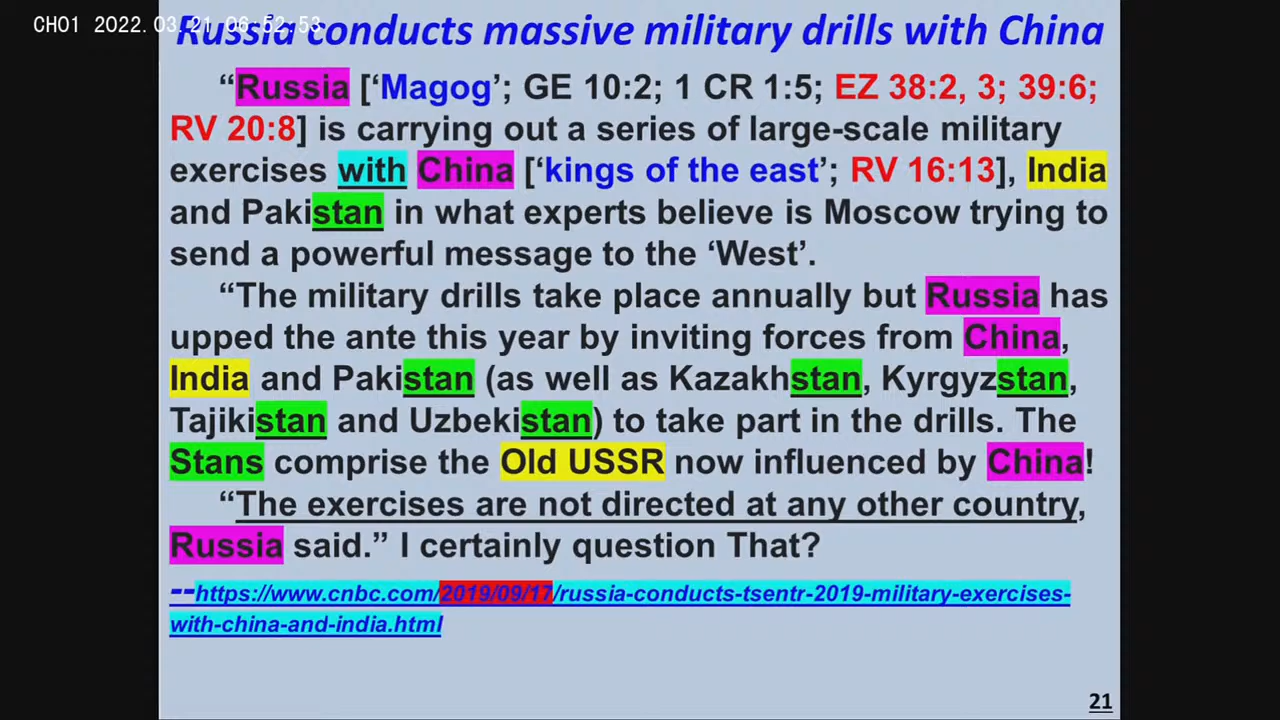 CH01 2022.03.21 06:52:53
Russia conducts massive military drills with China
“Russia [‘Magog’; GE 10:2; 1 CR 1:5; EZ 38:2, 3; 39:6;
RV 20:8] is carrying out a series of large-scale military
exercises with China [‘kings of the east’; RV 16:13], India
and Pakistan in what experts believe is Moscow trying to
send a powerful message to the ‘West’.
“The military drills take place annually but Russia has
upped the ante this year by inviting forces from China,
India and Pakistan (as well as Kazakhstan, Kyrgyzstan,
Tajikistan and Uzbekistan) to take part in the drills. The
Stans comprise the Old USSR now influenced by China!
“The exercises are not directed at any other country,
Russia said.” I certainly question That?
--https://www.cnbc.com/2019/09/17/russia-conducts-tsentr-2019-military-exercises-
with-china-and-india.html
21